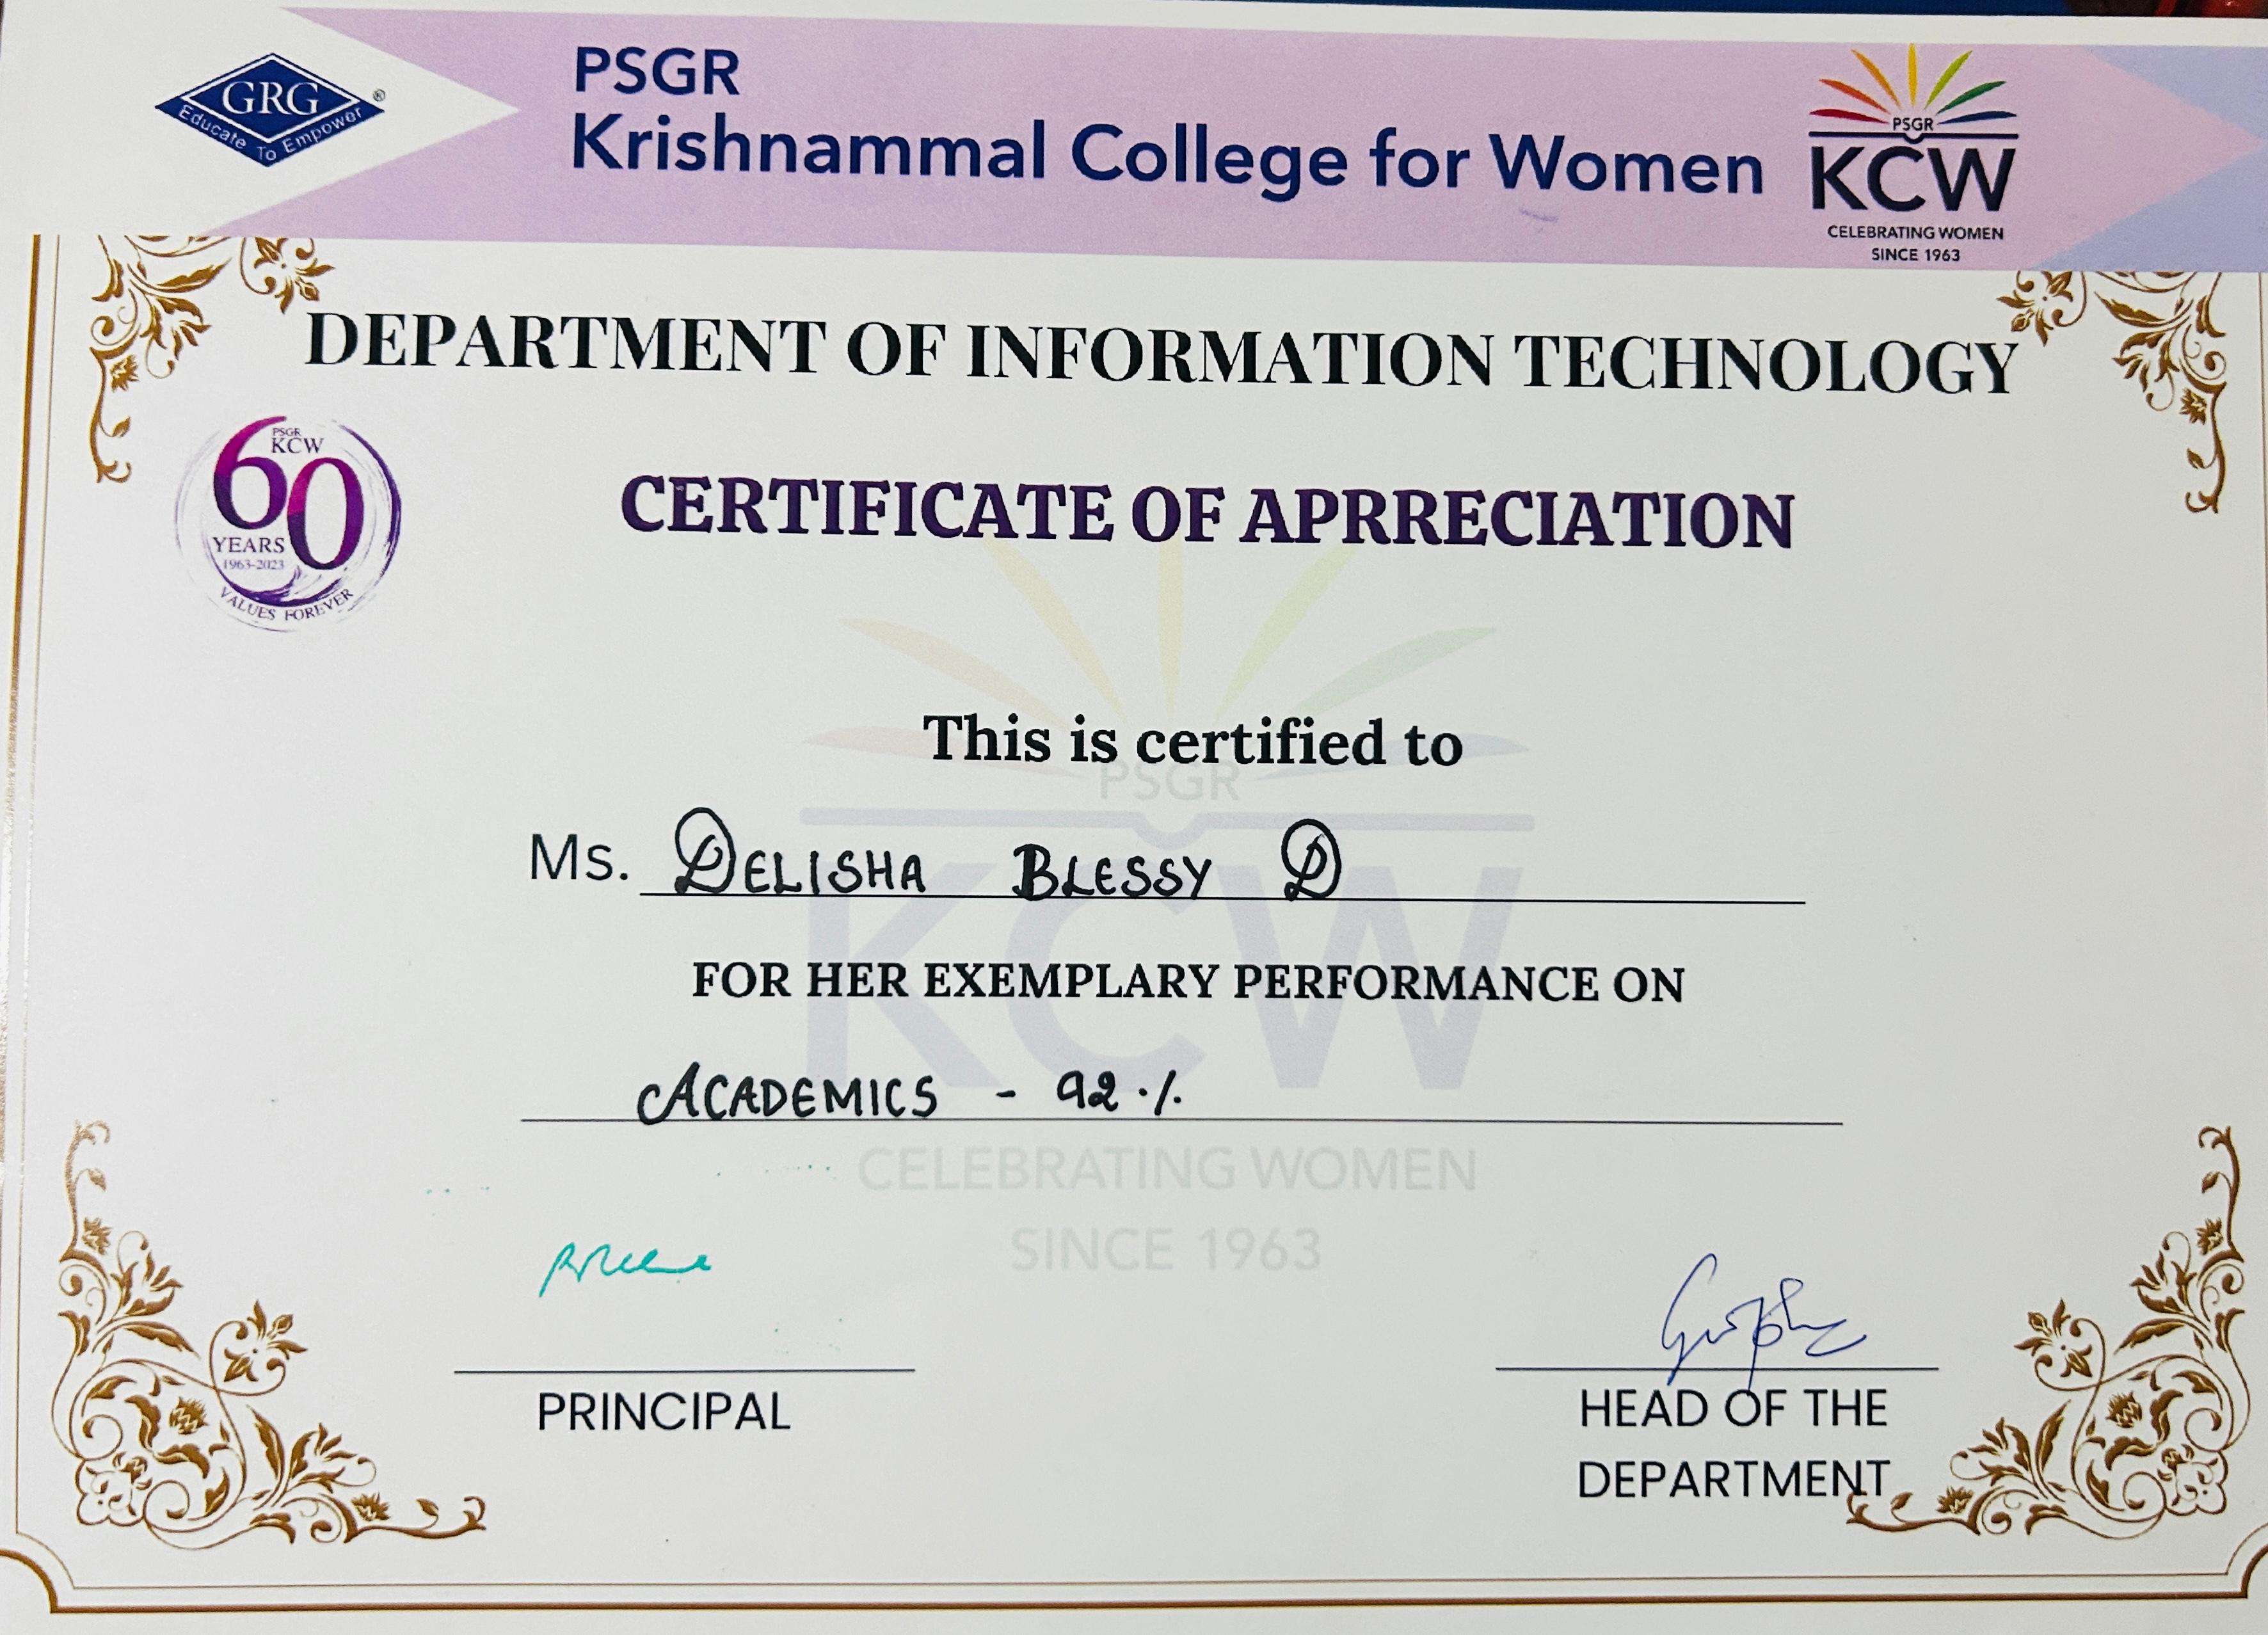 GRG
®
Educate To Empower
PSGR
Krishnammal College for Women
PSGR
KCW
CELEBRATING WOMEN
SINCE 1963
DEPARTMENT OF INFORMATION TECHNOLOGY
PSGR
KCW
60
YEARS
1963-2023
VALUES FOREVER
CERTIFICATE OF APRRECIATION
This is certified to
PSGR
Ms. DELISHA BLESSY D
KCW
FOR HER EXEMPLARY PERFORMANCE ON
ACADEMICS - 92 %
CELEBRATING WOMEN
SINCE 1963
PRINCIPAL
HEAD OF THE
DEPARTMENT